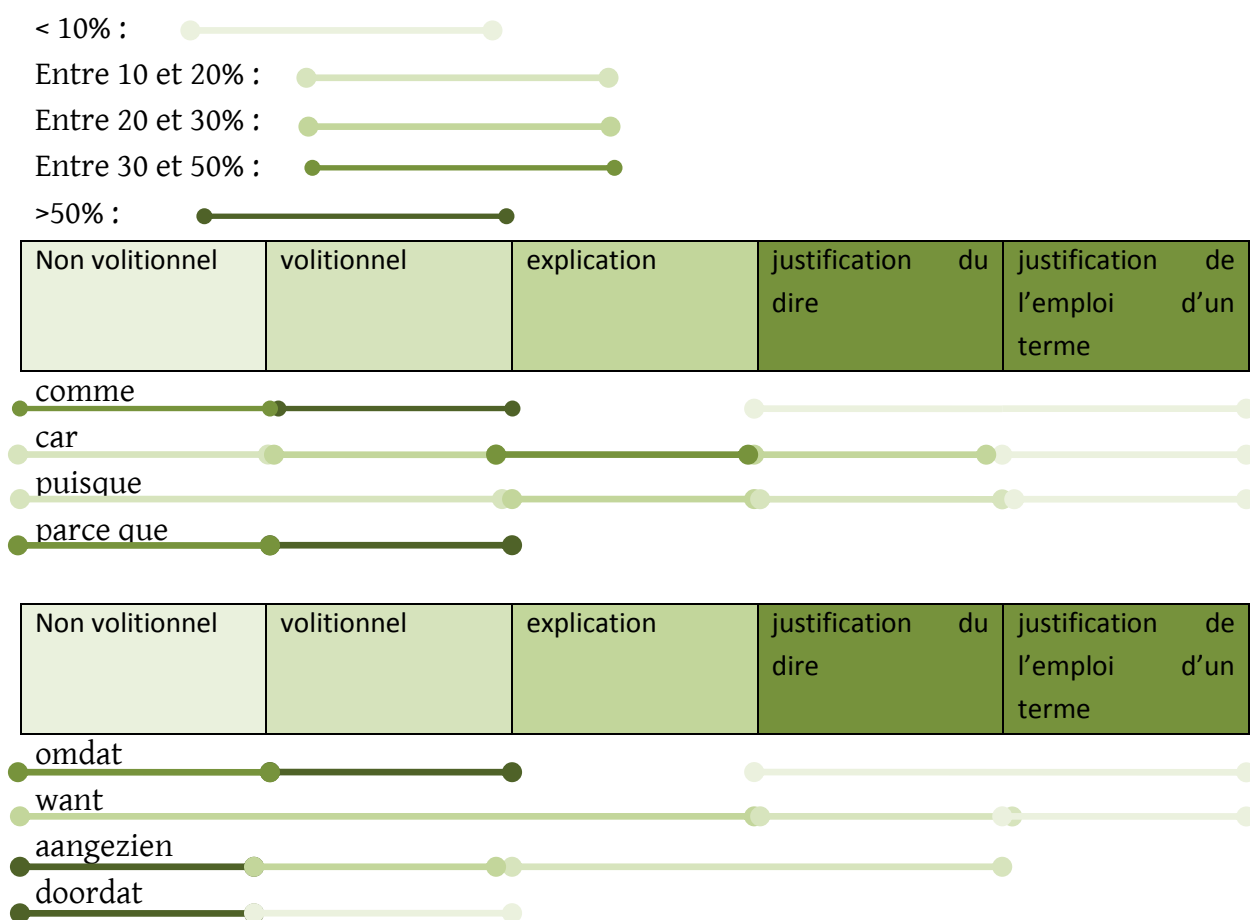 < 10% :
Entre 10 et 20% :
Entre 20 et 30% :
Entre 30 et 50% :
>50% :
Non volitionnel volitionnel explication justification du dire justification de l’emploi d’un terme
comme
car
puisque
parce que
Non volitionnel volitionnel explication justification du dire justification de l’emploi d’un terme
omdat
want
aangezien
doordat